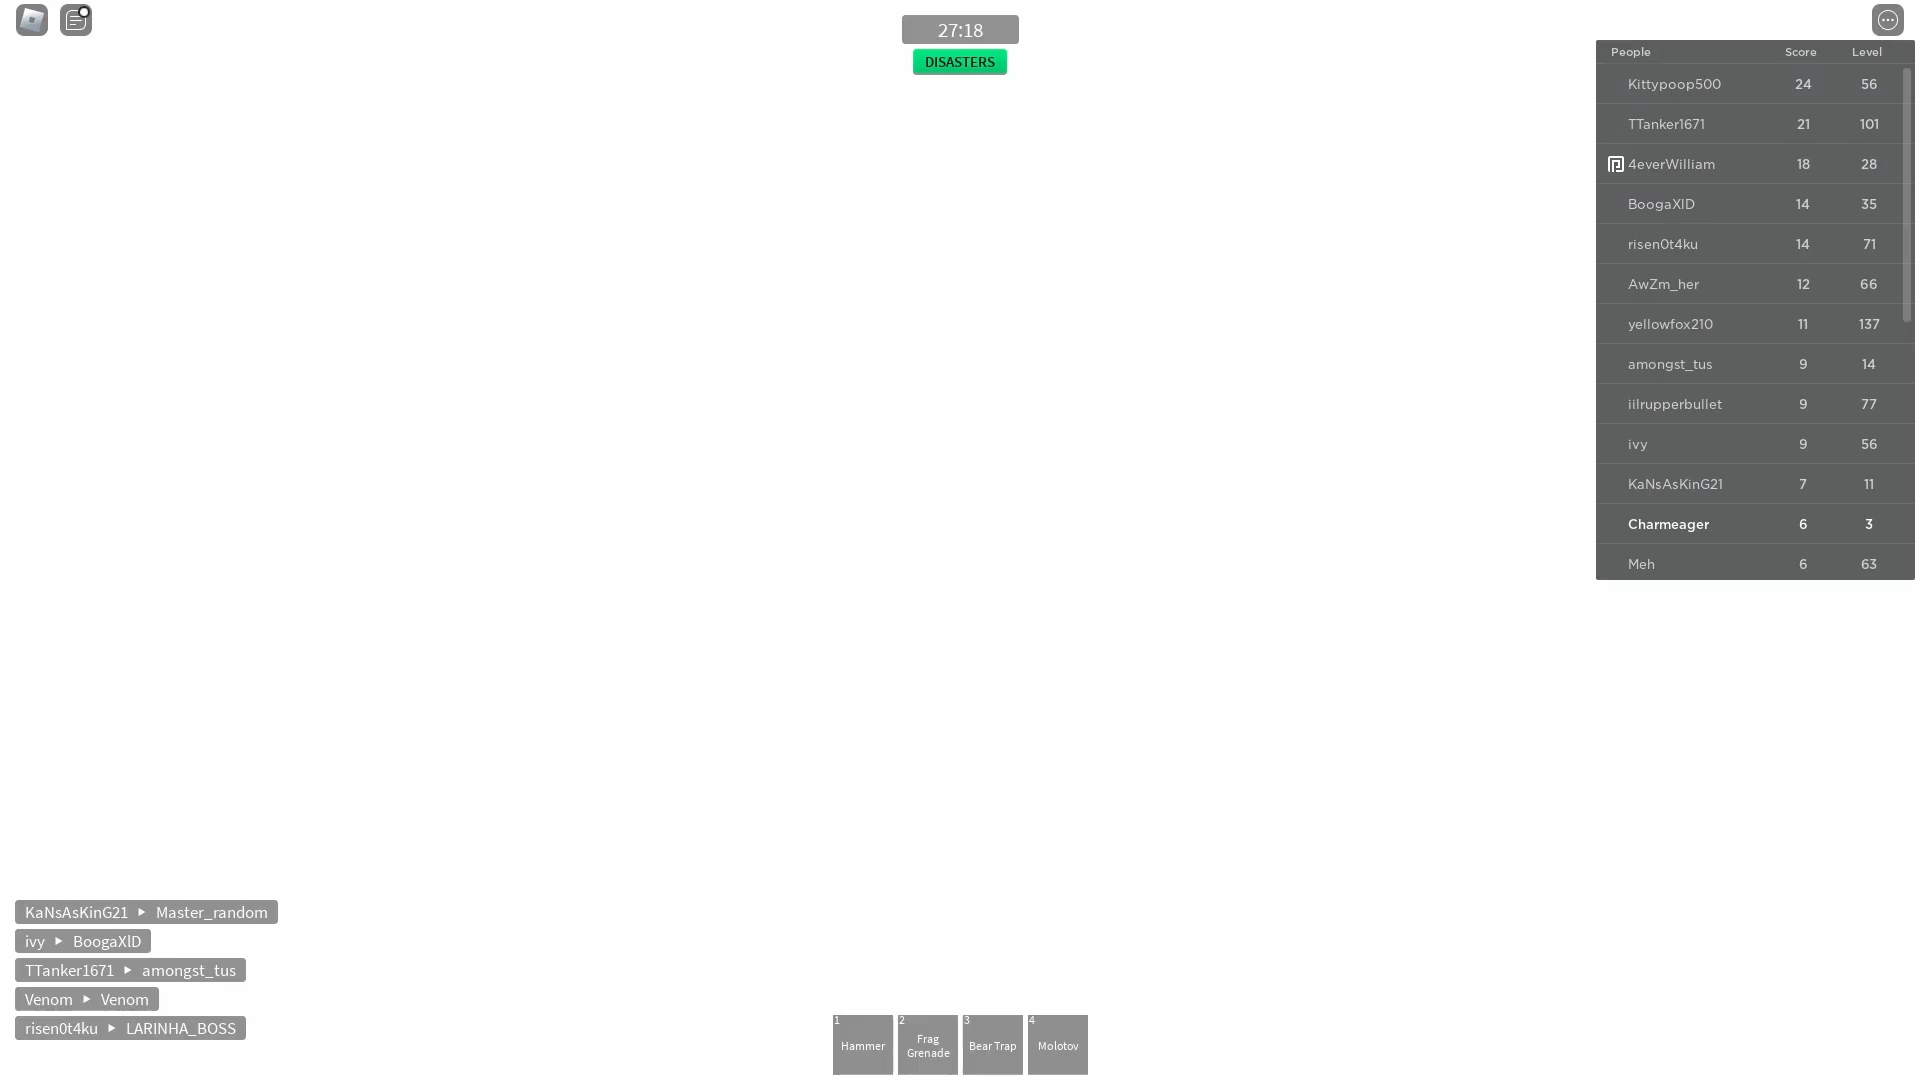 27:18
DISASTERS
People Score Level
Kittypoop500 24 56
TTanker1671 21 101
4everWilliam 18 28
BoogaXlD 14 35
risen0t4ku 14 71
AwZm_her 12 66
yellowfox210 11 137
amongst_tus 9 14
iilrupperbullet 9 77
ivy 9 56
KaNsAsKinG21 7 11
Charmeager 6 3
Meh 6 63
KaNsAsKinG21 ▸ Master_random
ivy ▸ BoogaXlD
TTanker1671 ▸ amongst_tus
Venom ▸ Venom
risen0t4ku ▸ LARINHA_BOSS
1 Hammer
2 Frag Grenade
3 Bear Trap
4 Molotov